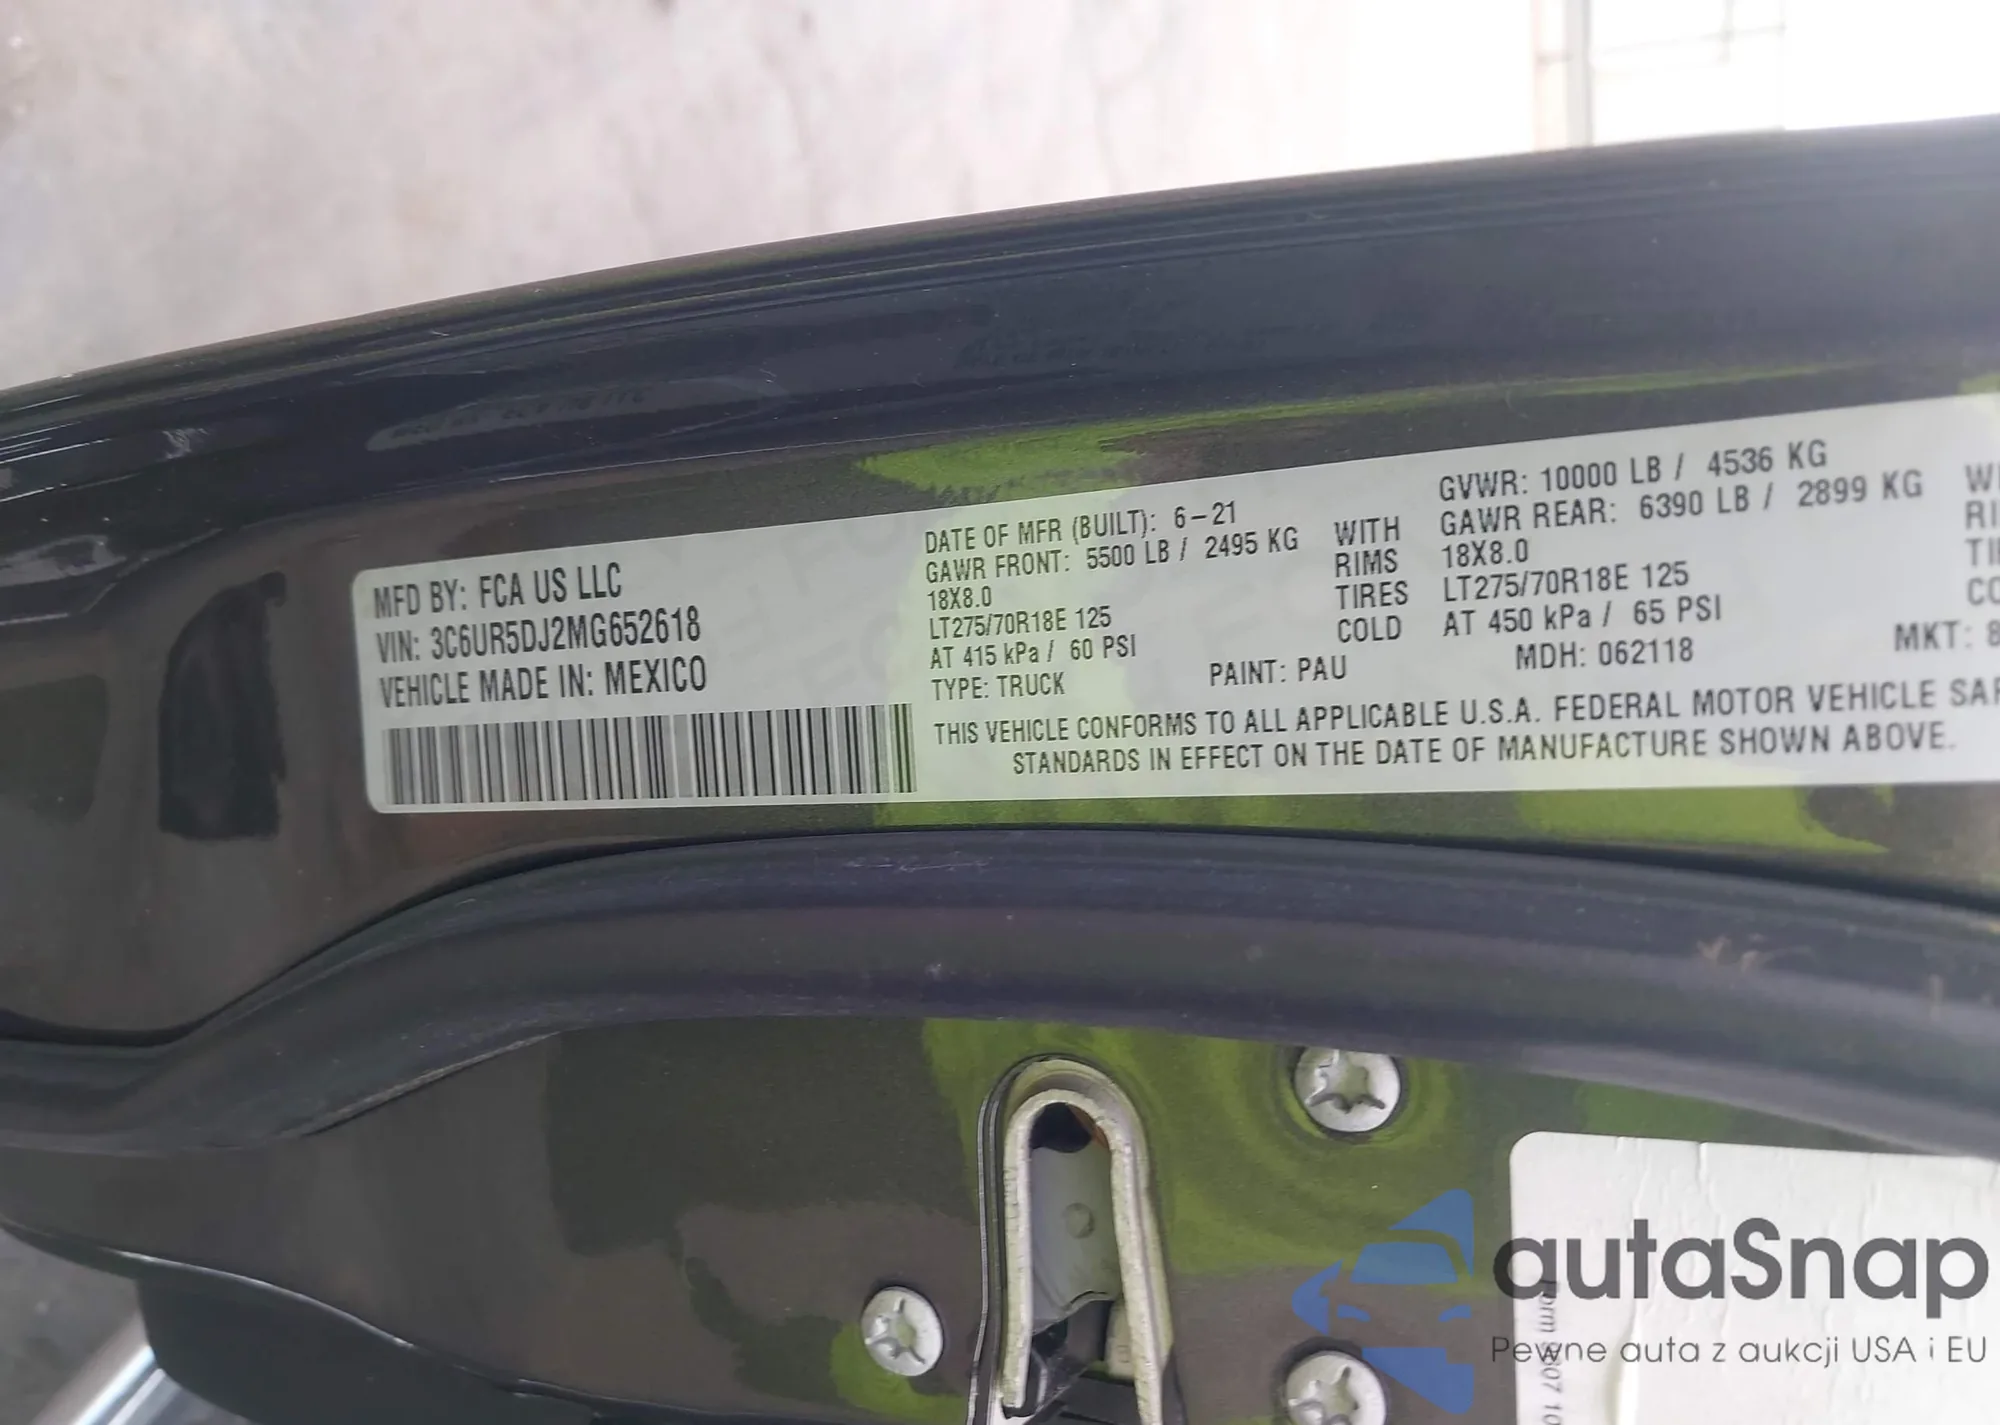 MFD BY: FCA US LLC
VIN: 3C6UR5DJ2MG652618
VEHICLE MADE IN: MEXICO
DATE OF MFR (BUILT): 6-21
GVWR: 10000 LB / 4536 KG
GAWR FRONT: 5500 LB / 2495 KG WITH GAWR REAR: 6390 LB / 2899 KG
18X8.0 RIMS 18X8.0
LT275/70R18E 125 TIRES LT275/70R18E 125
AT 415 kPa / 60 PSI COLD AT 450 kPa / 65 PSI
TYPE: TRUCK PAINT: PAU MDH: 062118 MKT:
THIS VEHICLE CONFORMS TO ALL APPLICABLE U.S.A. FEDERAL MOTOR VEHICLE
STANDARDS IN EFFECT ON THE DATE OF MANUFACTURE SHOWN ABOVE.
autaSnap
Pewne auta z aukcji USA i EU